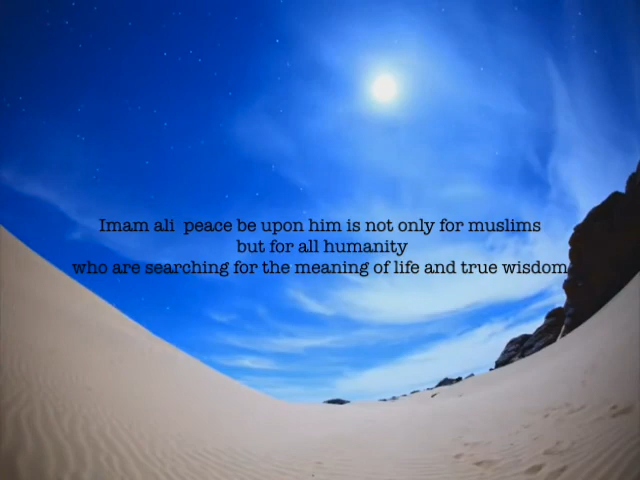 Imam ali  peace be upon him is not only for muslims
but for all humanity
who are searching for the meaning of life and true wisdom